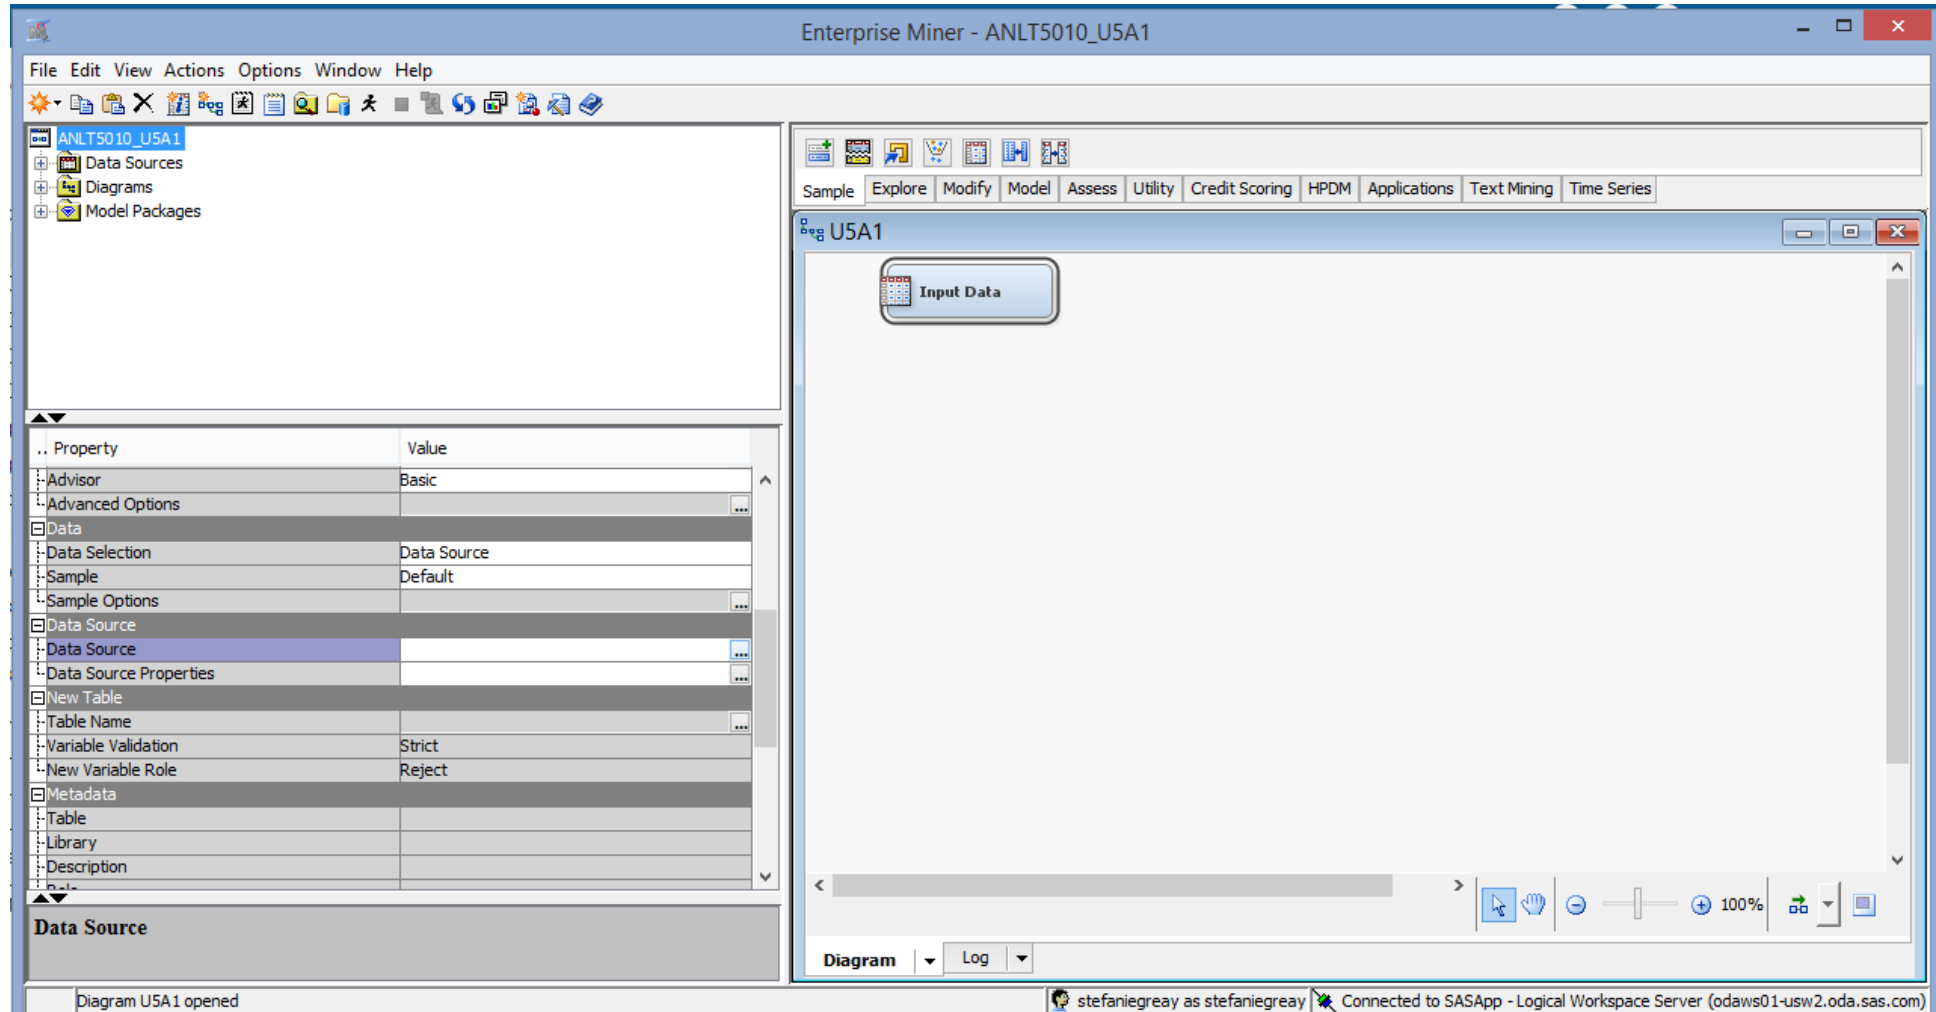 Enterprise Miner - ANLT5010_U5A1
File Edit View Actions Options Window Help
ANLT5010_U5A1
Data Sources
Diagrams
Model Packages
.. Property Value
Advisor Basic
Advanced Options ...
Data
Data Selection Data Source
Sample Default
Sample Options ...
Data Source
Data Source ...
Data Source Properties ...
New Table
Table Name ...
Variable Validation Strict
New Variable Role Reject
Metadata
Table
Library
Description
Data Source
Sample Explore Modify Model Assess Utility Credit Scoring HPDM Applications Text Mining Time Series
U5A1
Input Data
100%
Diagram Log
Diagram U5A1 opened
stefaniegreay as stefaniegreay Connected to SASApp - Logical Workspace Server (odaws01-usw2.oda.sas.com)